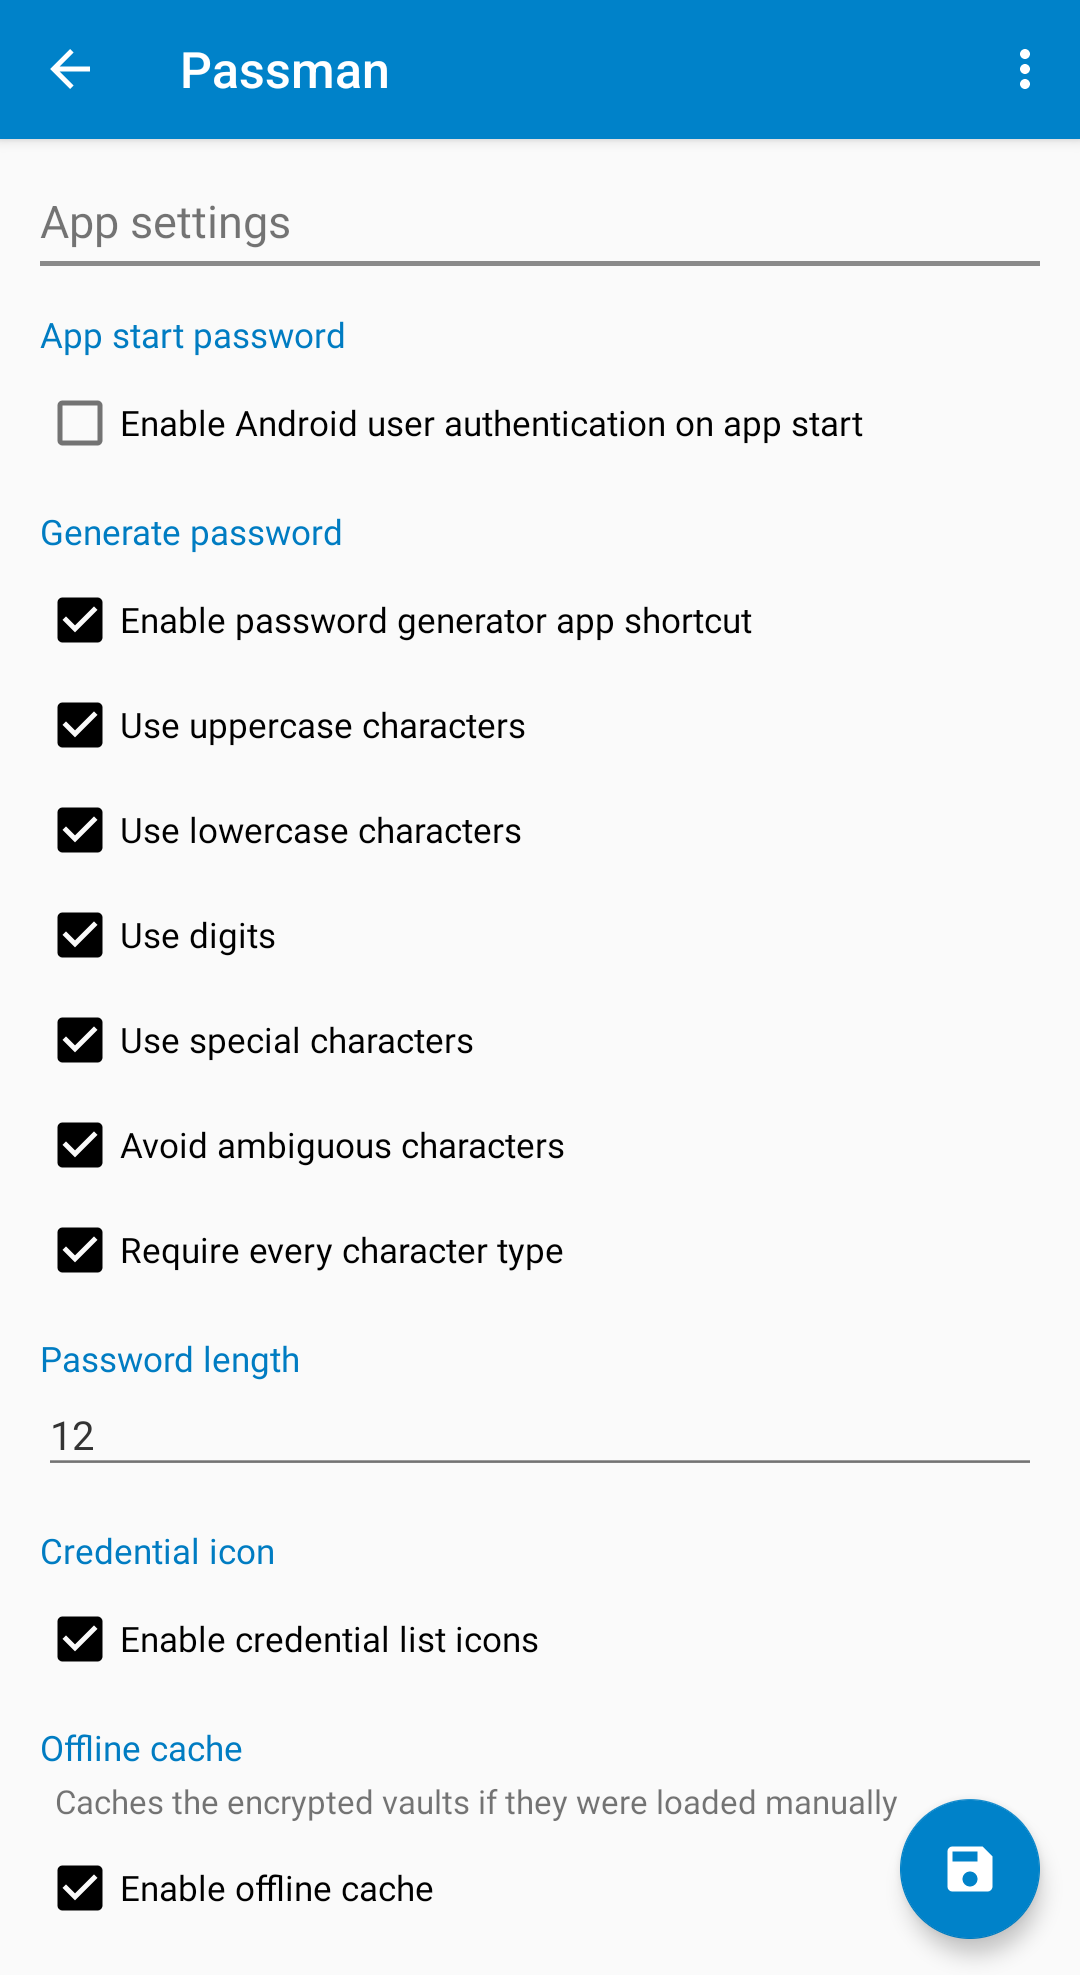 Passman
App settings
App start password
Enable Android user authentication on app start
Generate password
Enable password generator app shortcut
Use uppercase characters
Use lowercase characters
Use digits
Use special characters
Avoid ambiguous characters
Require every character type
Password length
12
Credential icon
Enable credential list icons
Offline cache
Caches the encrypted vaults if they were loaded manually
Enable offline cache